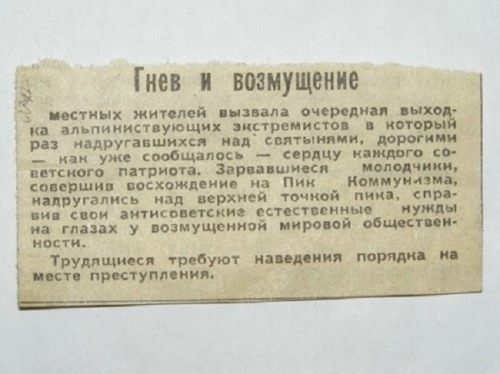 Гнев и возмущение
местных жителей вызвала очередная выход-
ка альпиниствующих экстремистов в который
раз надругавшихся над святынями, дорогими
— как уже сообщалось — сердцу каждого со-
ветского патриота. Зарвавшиеся молодчики,
совершив восхождение на Пик Коммунизма,
надругались над верхней точкой пика, спра-
вив свои антисоветские естественные нужды
на глазах у возмущенной мировой обществен-
ности.
Трудящиеся требуют наведения порядка на
месте преступления.